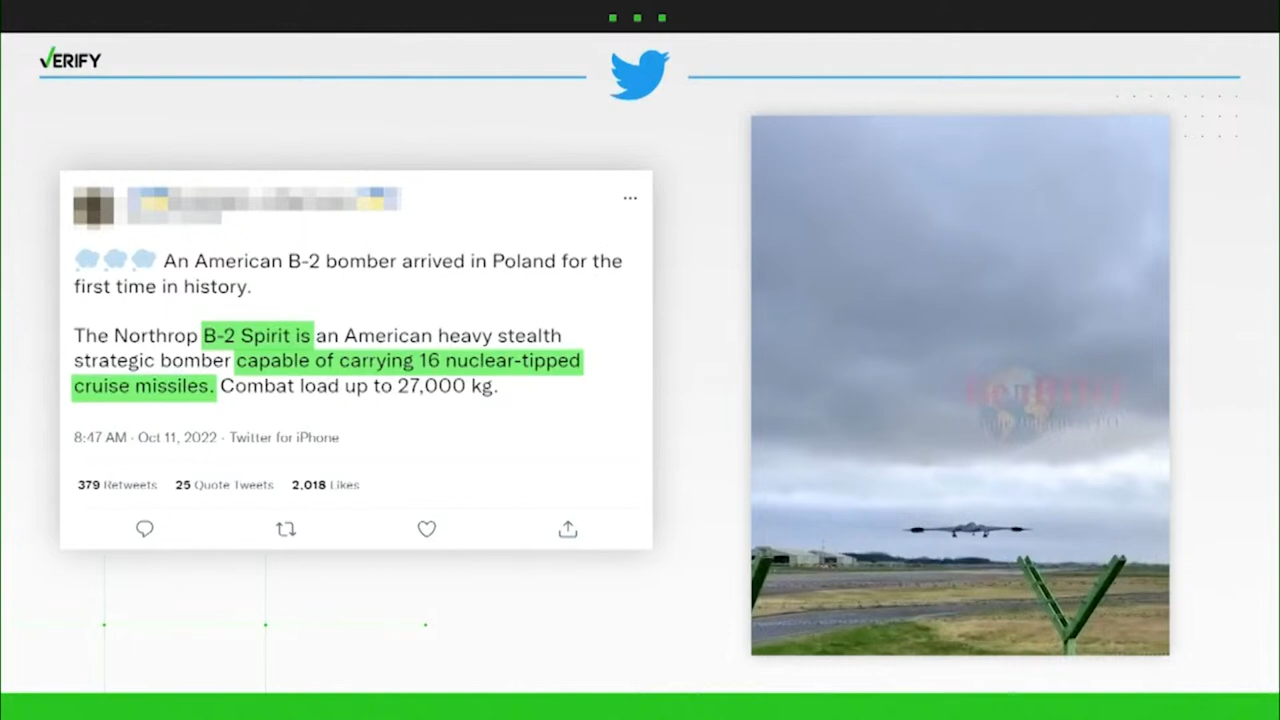 VERIFY
An American B-2 bomber arrived in Poland for the
first time in history.
The Northrop B-2 Spirit is an American heavy stealth
strategic bomber capable of carrying 16 nuclear-tipped
cruise missiles. Combat load up to 27,000 kg.
8:47 AM · Oct 11, 2022 · Twitter for iPhone
379 Retweets 25 Quote Tweets 2,018 Likes